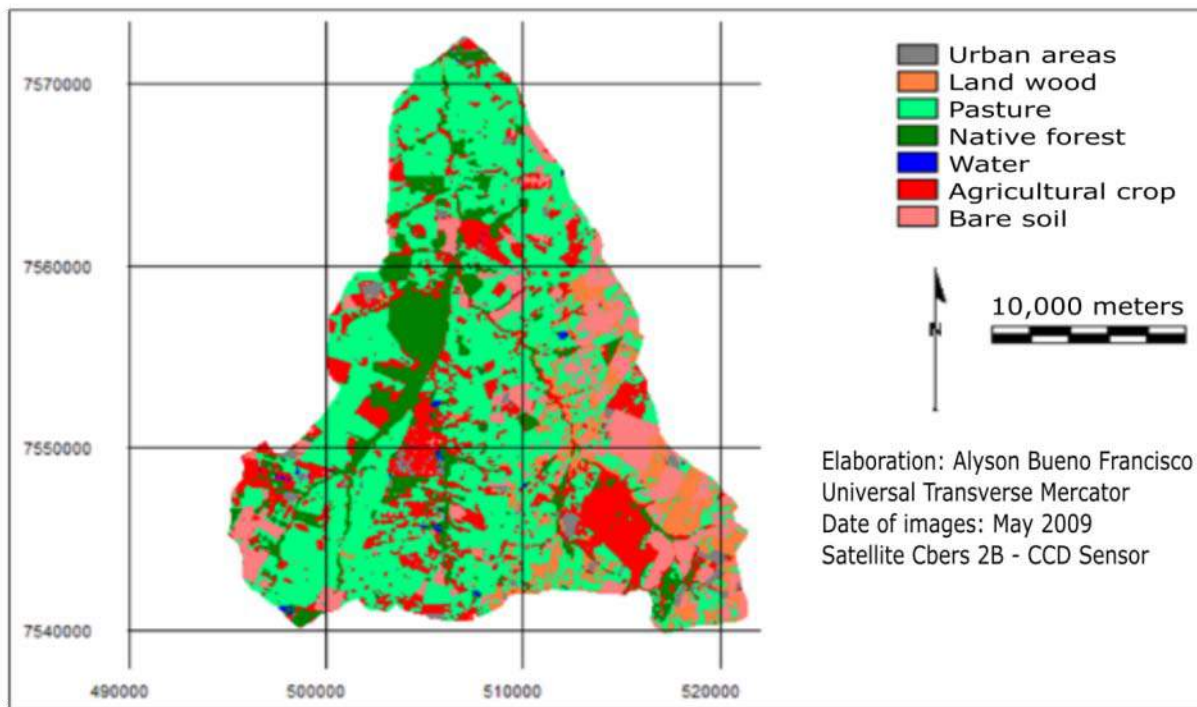 7570000
7560000
7550000
7540000
490000
500000
510000
520000
Urban areas
Land wood
Pasture
Native forest
Water
Agricultural crop
Bare soil
N
10,000 meters
Elaboration: Alyson Bueno Francisco
Universal Transverse Mercator
Date of images: May 2009
Satellite Cbers 2B - CCD Sensor